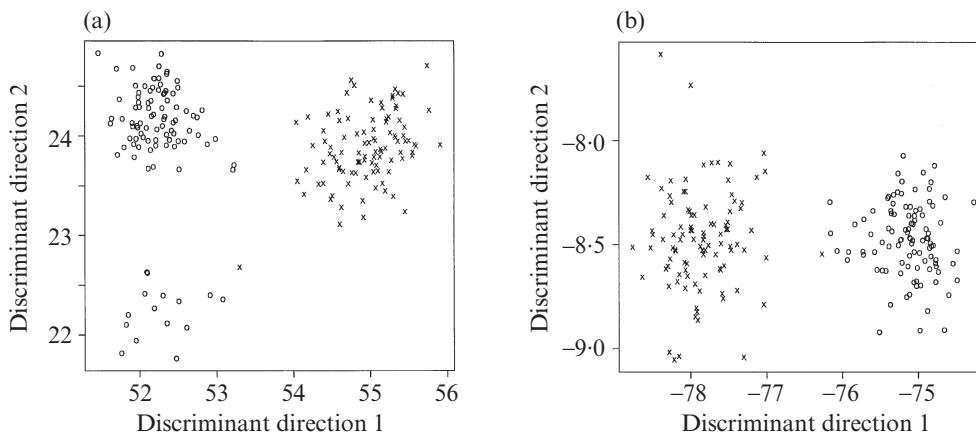 (a)
Discriminant direction 2
24
23
22
52
53
54
55
56
Discriminant direction 1
(b)
Discriminant direction 2
−8·0
−8·5
−9·0
−78
−77
−76
−75
Discriminant direction 1